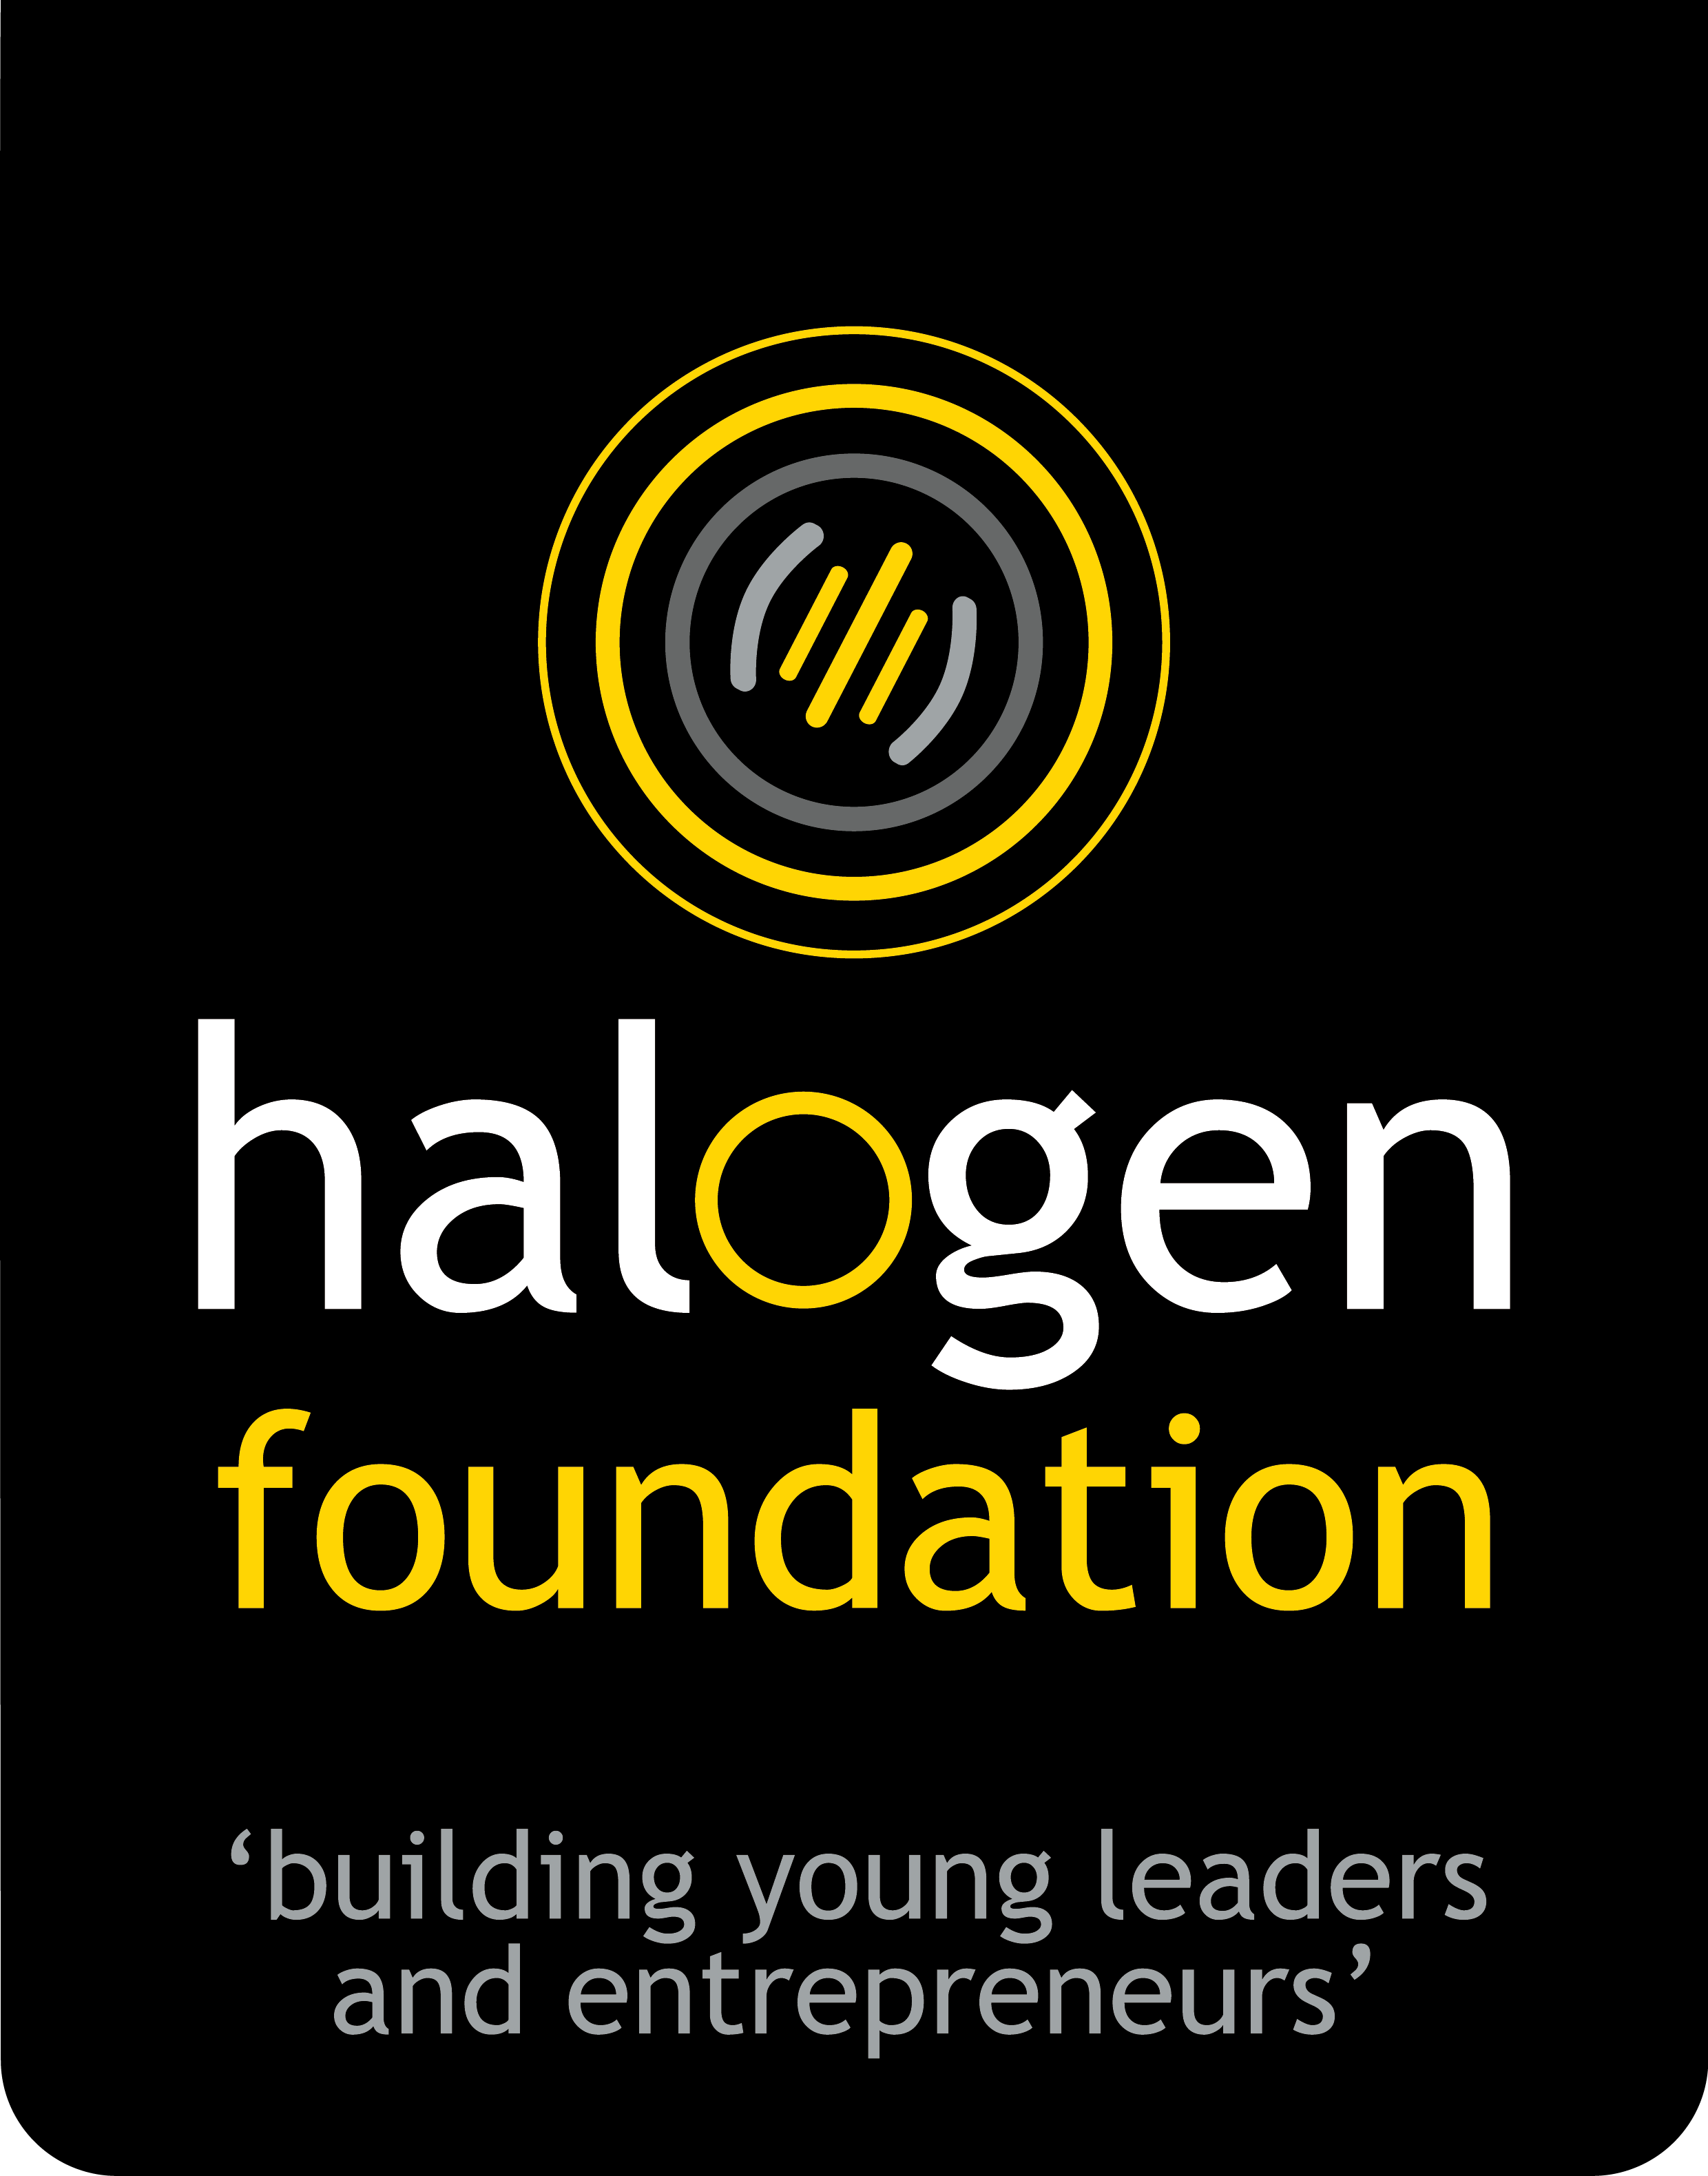 halogen
foundation
‘building young leaders
and entrepreneurs’